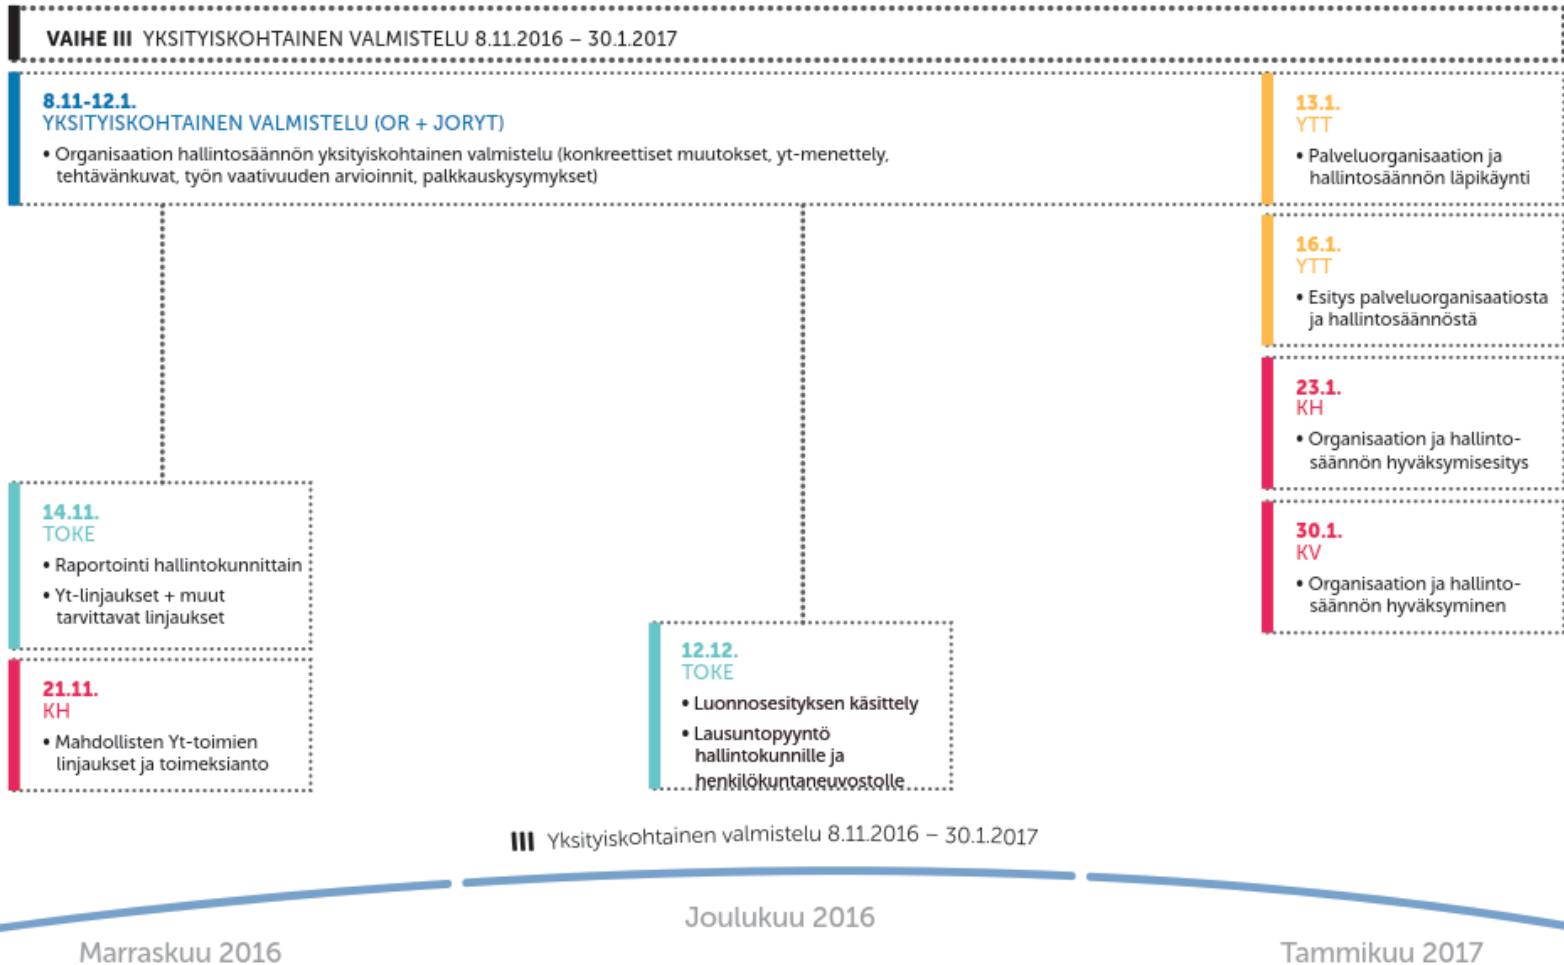 VAIHE III YKSITYISKOHTAINEN VALMISTELU 8.11.2016 – 30.1.2017
8.11-12.1.
YKSITYISKOHTAINEN VALMISTELU (OR + JORYT)
• Organisaation hallintosäännön yksityiskohtainen valmistelu (konkreettiset muutokset, yt-menettely,
tehtävänkuvat, työn vaativuuden arvioinnit, palkkauskysymykset)
14.11.
TOKE
• Raportointi hallintokunnittain
• Yt-linjaukset + muut
tarvittavat linjaukset
21.11.
KH
• Mahdollisten Yt-toimien
linjaukset ja toimeksianto
12.12.
TOKE
• Luonnosesityksen käsittely
• Lausuntopyyntö
hallintokunnille ja
henkilökuntaneuvostolle
13.1.
YTT
• Palveluorganisaation ja
hallintosäännön läpikäynti
16.1.
YTT
• Esitys palveluorganisaatiosta
ja hallintosäännöstä
23.1.
KH
• Organisaation ja hallinto-
säännön hyväksymisesitys
30.1.
KV
• Organisaation ja hallinto-
säännön hyväksyminen
III Yksityiskohtainen valmistelu 8.11.2016 – 30.1.2017
Marraskuu 2016
Joulukuu 2016
Tammikuu 2017